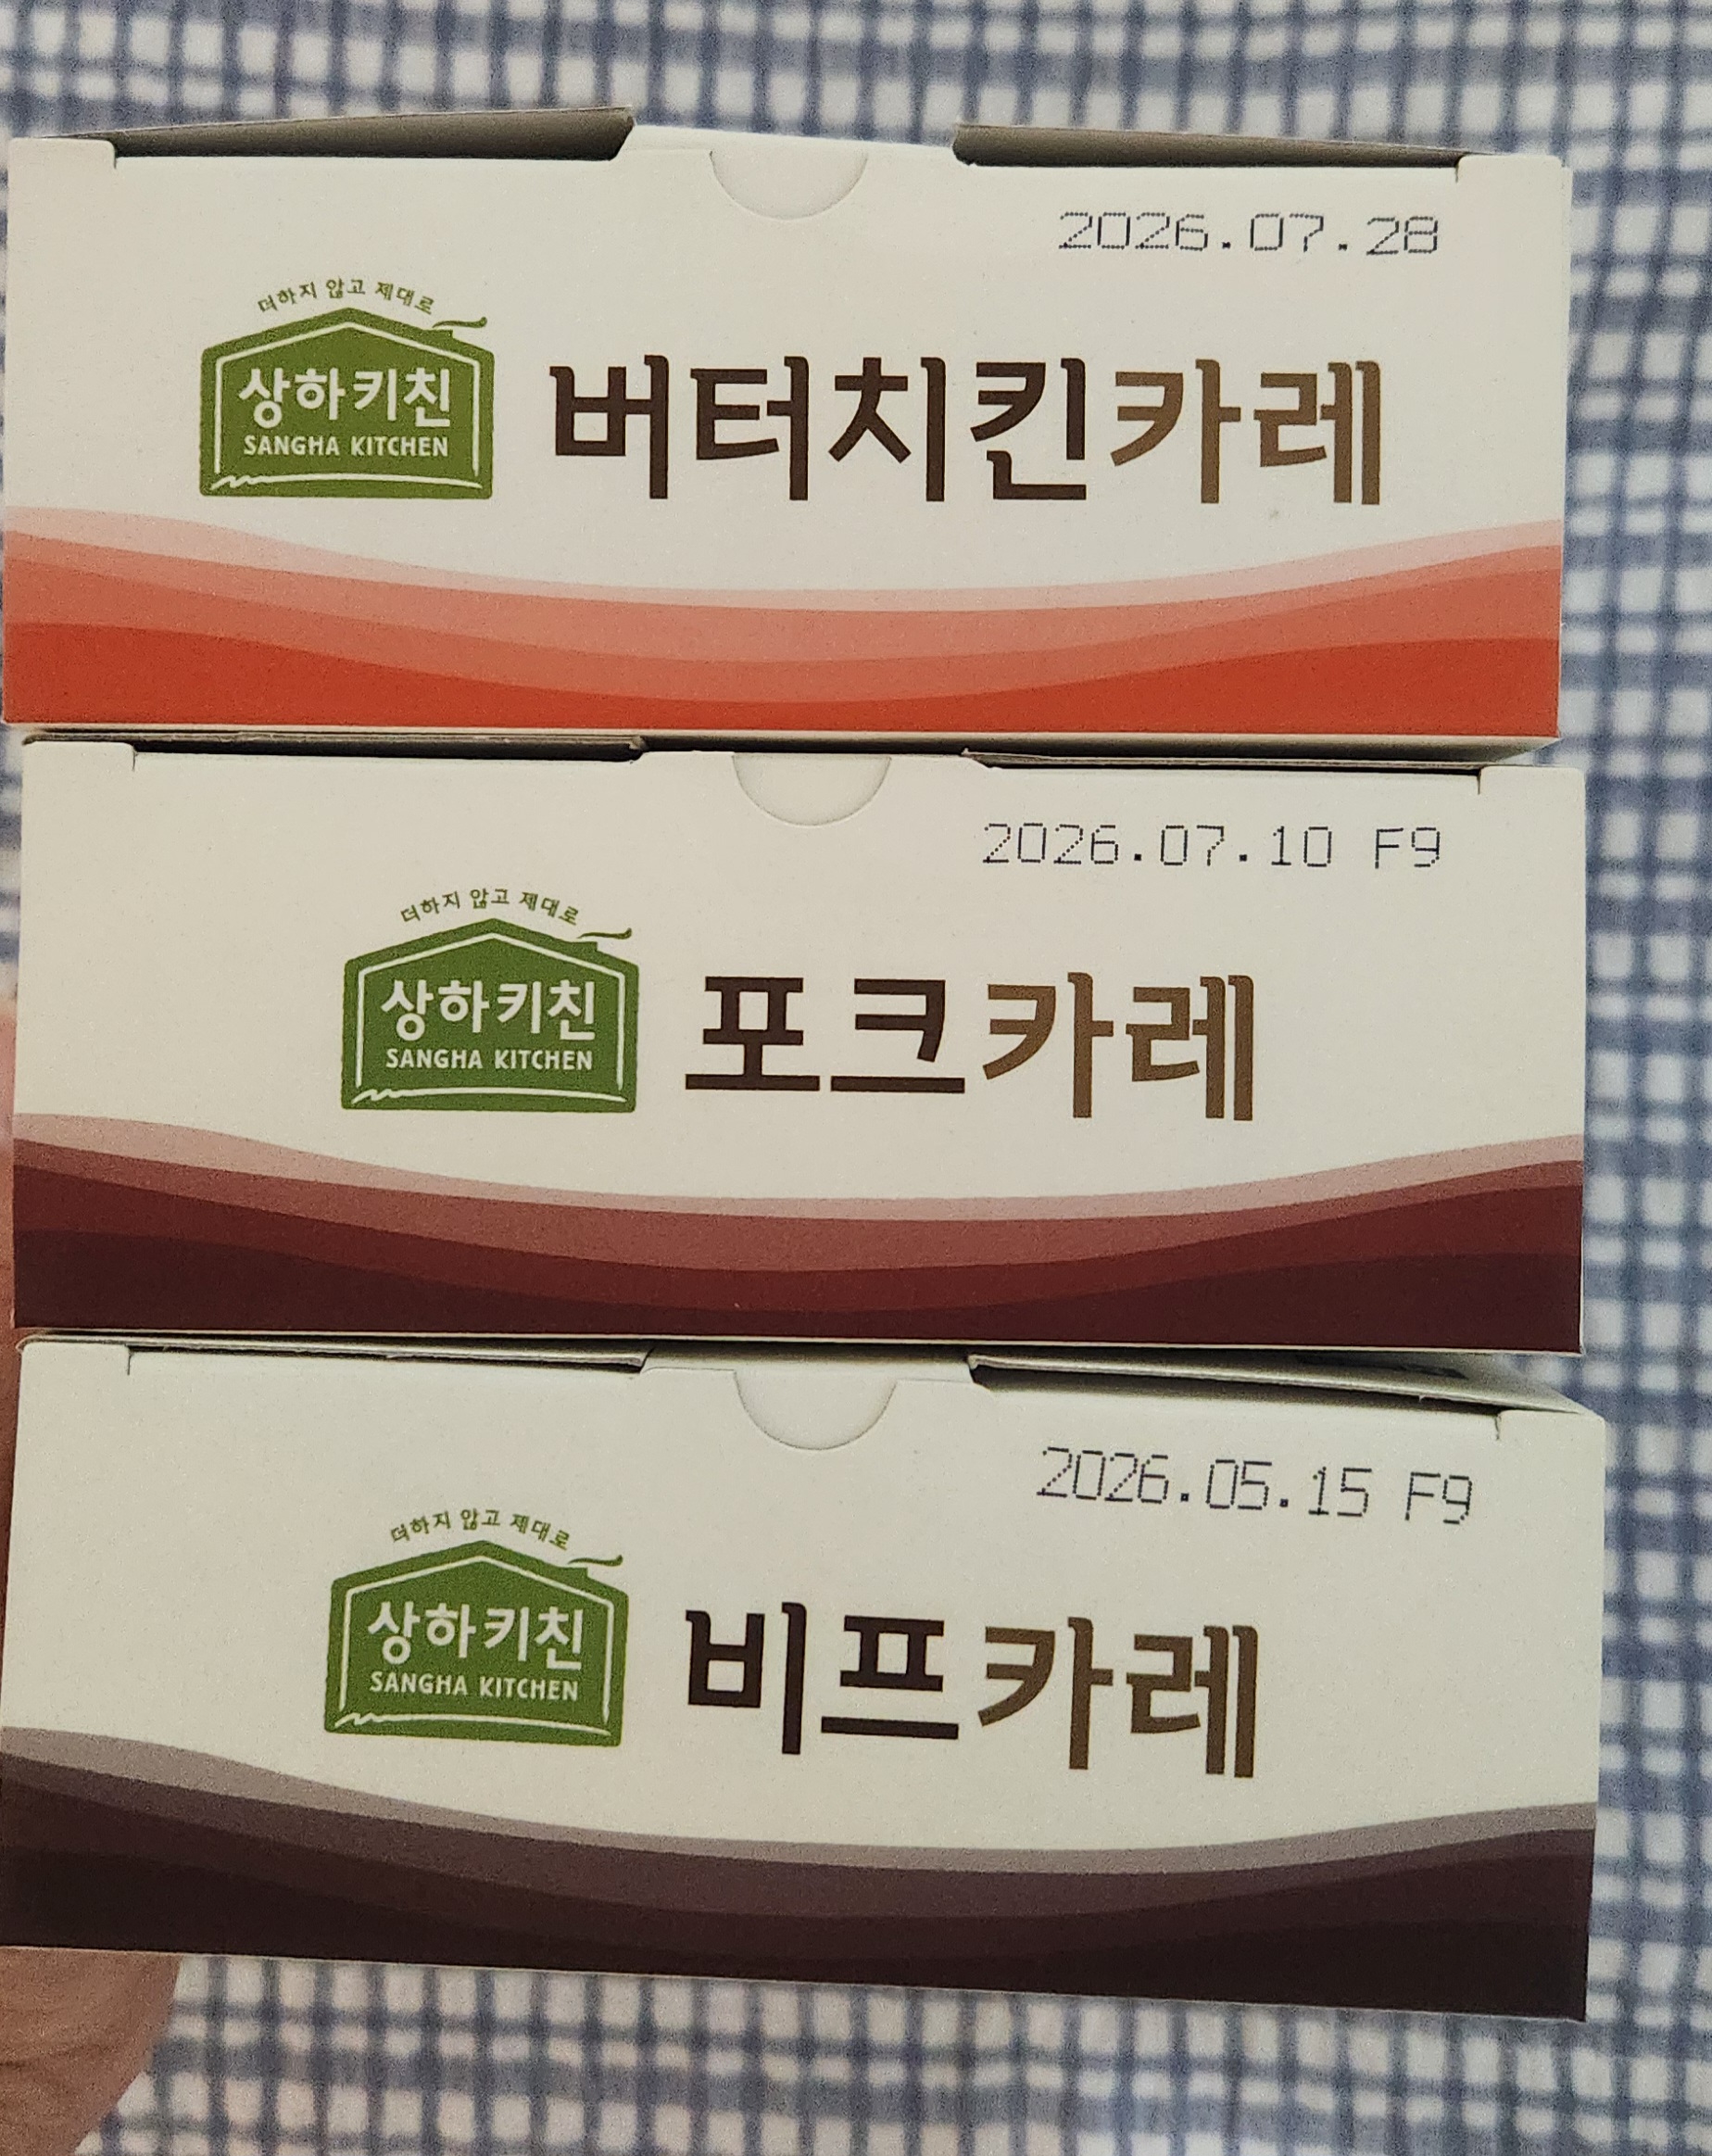 2026.07.28
더하지 않고 제대로
상하키친
SANGHA KITCHEN
버터치킨카레
2026.07.10 F9
더하지 않고 제대로
상하키친
SANGHA KITCHEN
포크카레
2026.05.15 F9
더하지 않고 제대로
상하키친
SANGHA KITCHEN
비프카레